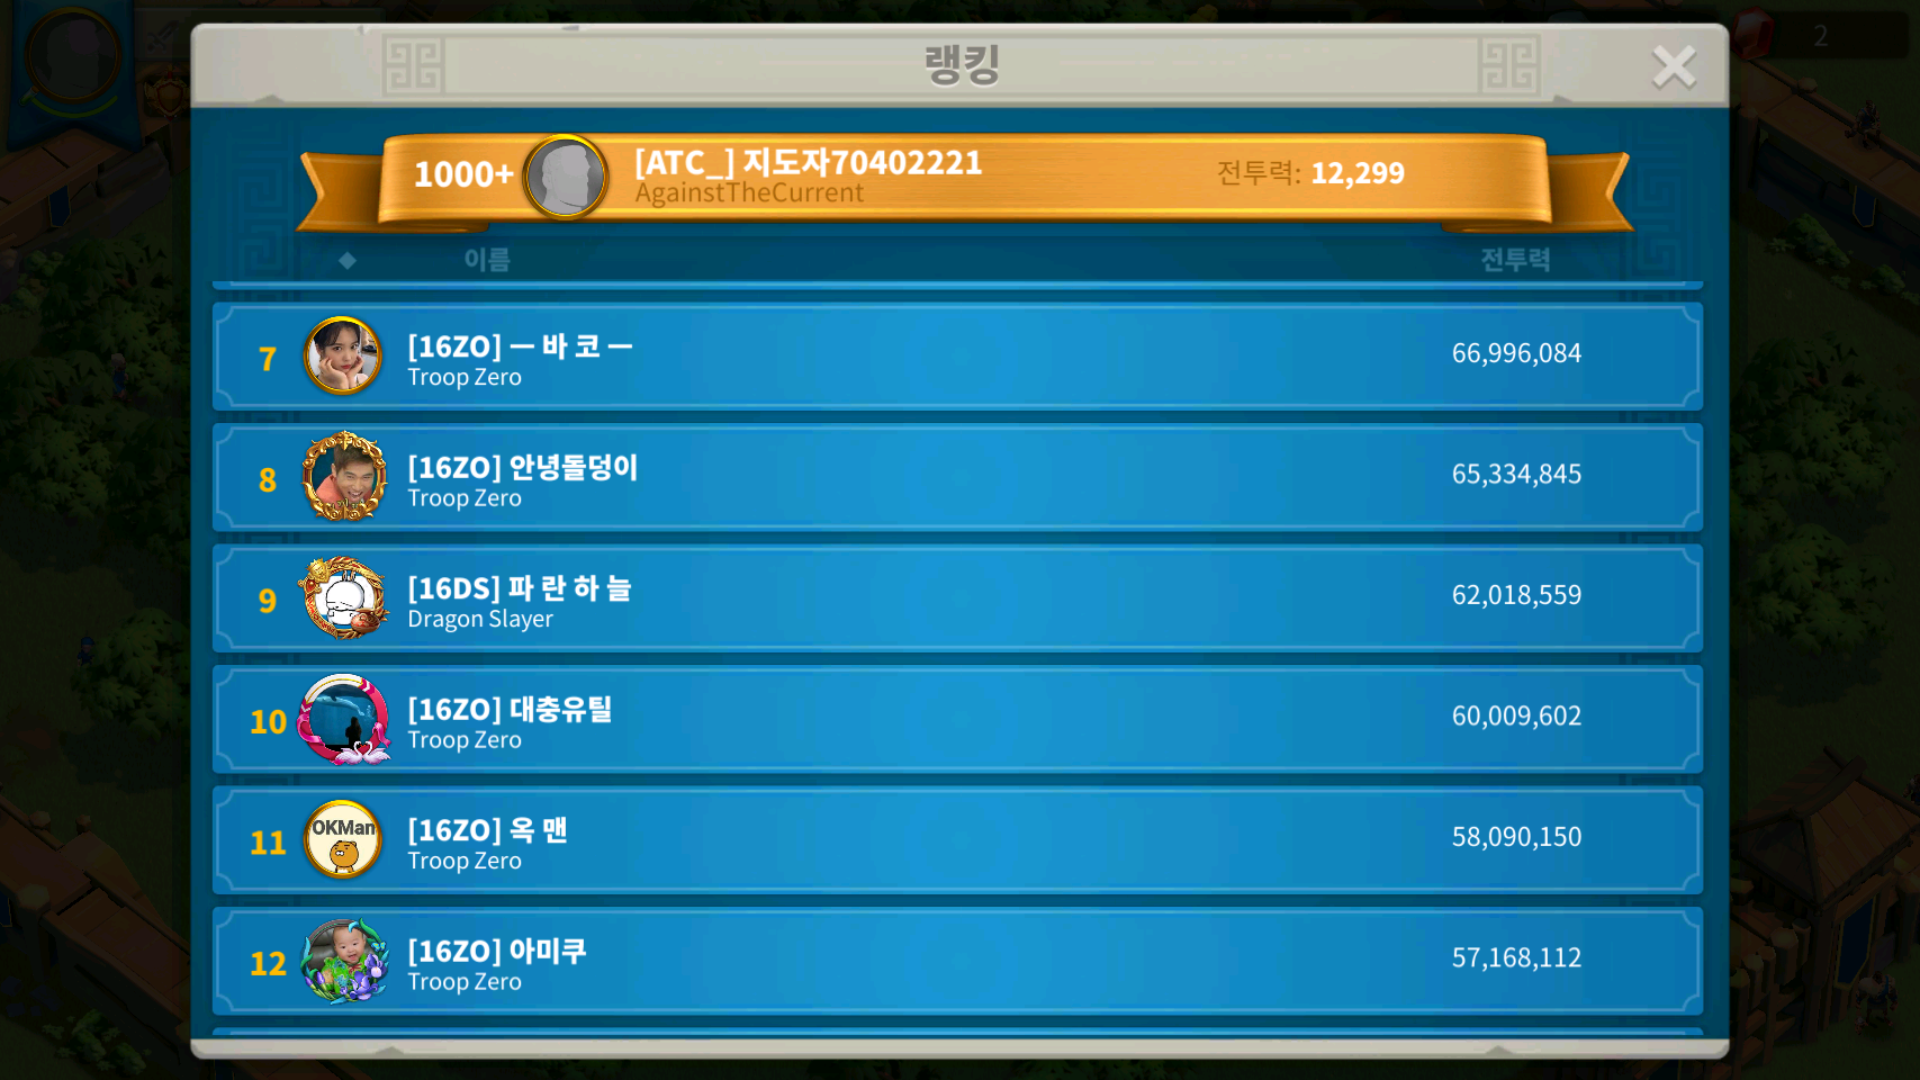 2
랭킹
1000+
[ATC_] 지도자70402221
AgainstTheCurrent
전투력: 12,299
이름
전투력
7
[16ZO] ㅡ 바 코 ㅡ
Troop Zero
66,996,084
8
[16ZO] 안녕돌덩이
Troop Zero
65,334,845
9
[16DS] 파 란 하 늘
Dragon Slayer
62,018,559
10
[16ZO] 대충유틸
Troop Zero
60,009,602
11
OKMan
[16ZO] 옥 맨
Troop Zero
58,090,150
12
[16ZO] 아미쿠
Troop Zero
57,168,112